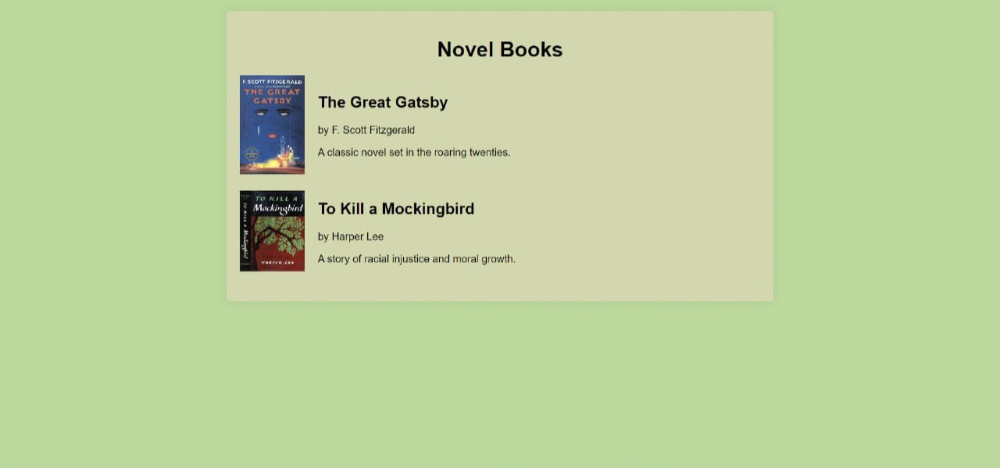 Novel Books
F. SCOTT FITZGERALD
THE GREAT
GATSBY
The Great Gatsby
by F. Scott Fitzgerald
A classic novel set in the roaring twenties.
TO KILL A
Mockingbird
TO KILL A Mockingbird
HARPER LEE
To Kill a Mockingbird
by Harper Lee
A story of racial injustice and moral growth.